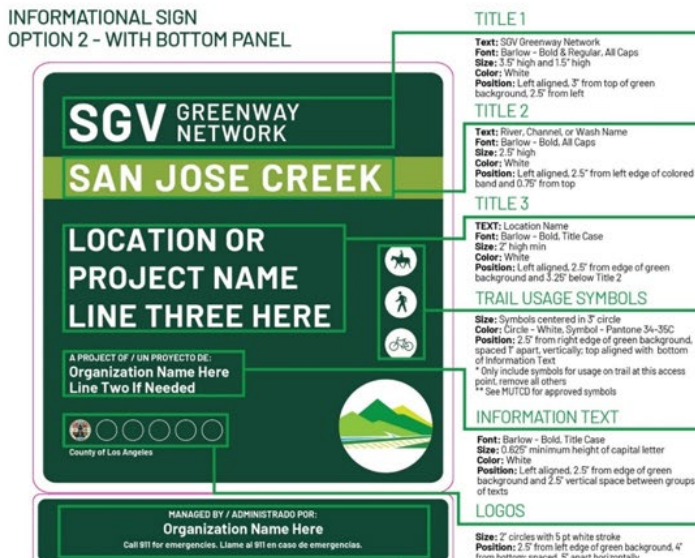 INFORMATIONAL SIGN
OPTION 2 - WITH BOTTOM PANEL
SGV GREENWAY
NETWORK
SAN JOSE CREEK
LOCATION OR
PROJECT NAME
LINE THREE HERE
A PROJECT OF / UN PROYECTO DE:
Organization Name Here
Line Two If Needed
County of Los Angeles
MANAGED BY / ADMINISTRADO POR:
Organization Name Here
Call 911 for emergencies. Llame al 911 en caso de emergencias.
TITLE 1
Text: SGV Greenway Network
Font: Barlow - Bold & Regular, All Caps
Size: 3.5" high and 1.5" high
Color: White
Position: Left aligned, 3" from top of green
background, 2.5" from left
TITLE 2
Text: River, Channel, or Wash Name
Font: Barlow - Bold, All Caps
Size: 2.5" high
Color: White
Position: Left aligned, 2.5" from left edge of colored
band and 0.75" from top
TITLE 3
TEXT: Location Name
Font: Barlow - Bold, Title Case
Size: 2" high min
Color: White
Position: Left aligned, 2.5" from edge of green
background and 3.25" below Title 2
TRAIL USAGE SYMBOLS
Size: Symbols centered in 3" circle
Color: Circle - White, Symbol - Pantone 34-35C
Position: 2.5" from right edge of green background,
spaced 1" apart, vertically; top aligned with bottom
of Information Text
* Only include symbols for usage on trail at this access
point, remove all others
** See MUTCD for approved symbols
INFORMATION TEXT
Font: Barlow - Bold, Title Case
Size: 0.625" minimum height of capital letter
Color: White
Position: Left aligned, 2.5" from edge of green
background and 2.5" vertical space between groups
of texts
LOGOS
Size: 2" circles with 5 pt white stroke
Position: 2.5" from left edge of green background, 4"
from bottom; spaced .5" apart horizontally